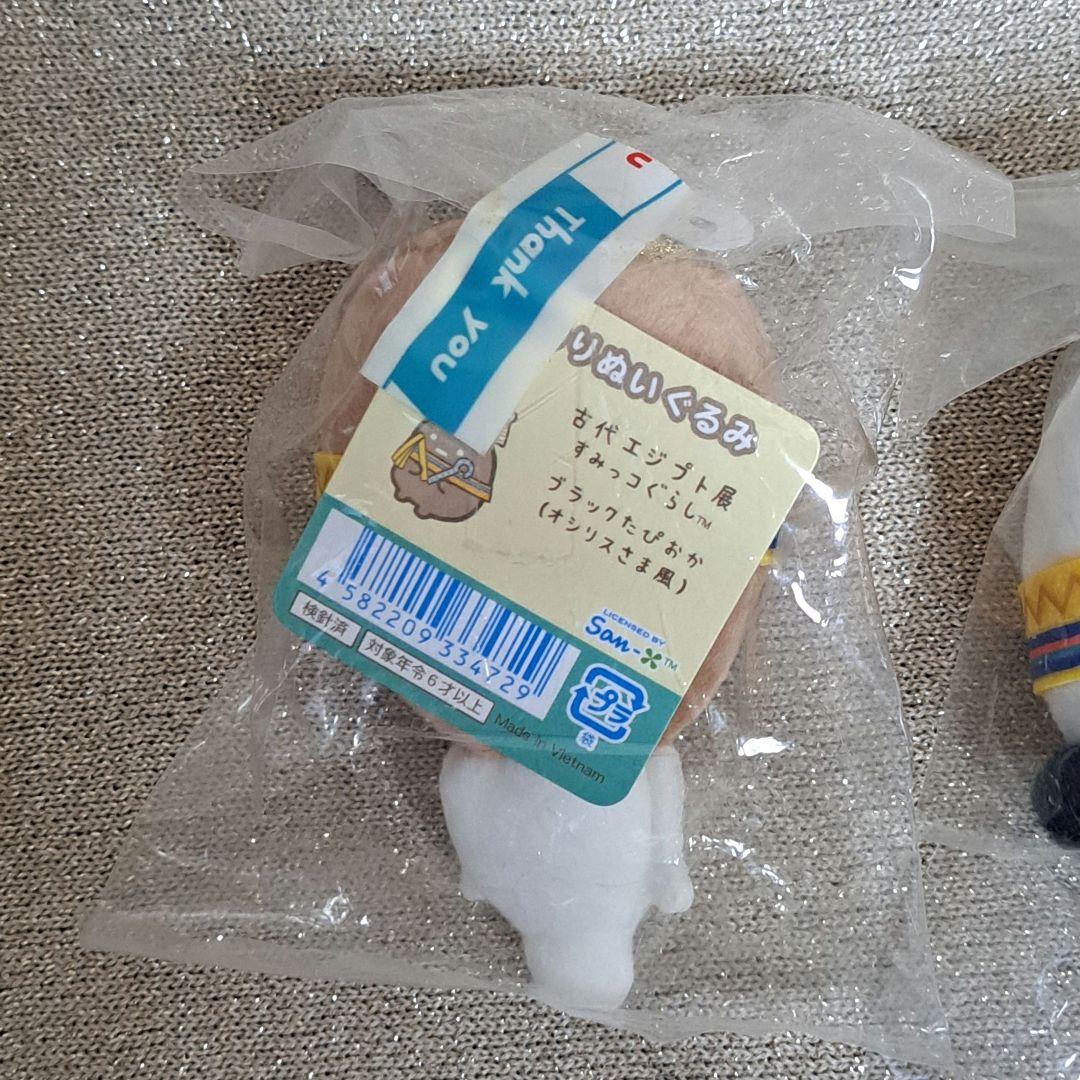 Thank you
りぬいぐるみ
古代エジプト展
すみっコぐらし™
ブラックたぴおか
(オシリスさま風)
LICENSED BY
San-X™
4 582209 334729
検針済
対象年令6才以上
プラ
袋
Made in Vietnam